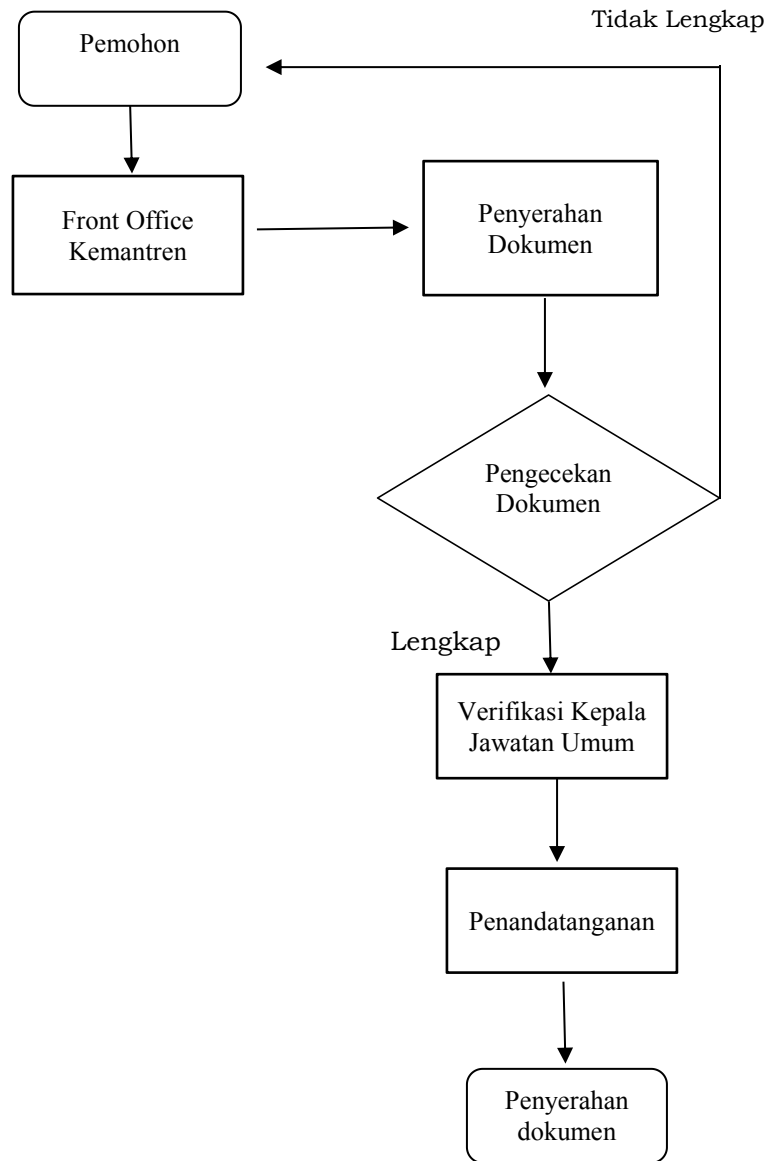 Tidak Lengkap
Pemohon
Front Office
Kemantren
Penyerahan
Dokumen
Pengecekan
Dokumen
Lengkap
Verifikasi Kepala
Jawatan Umum
Penandatanganan
Penyerahan
dokumen